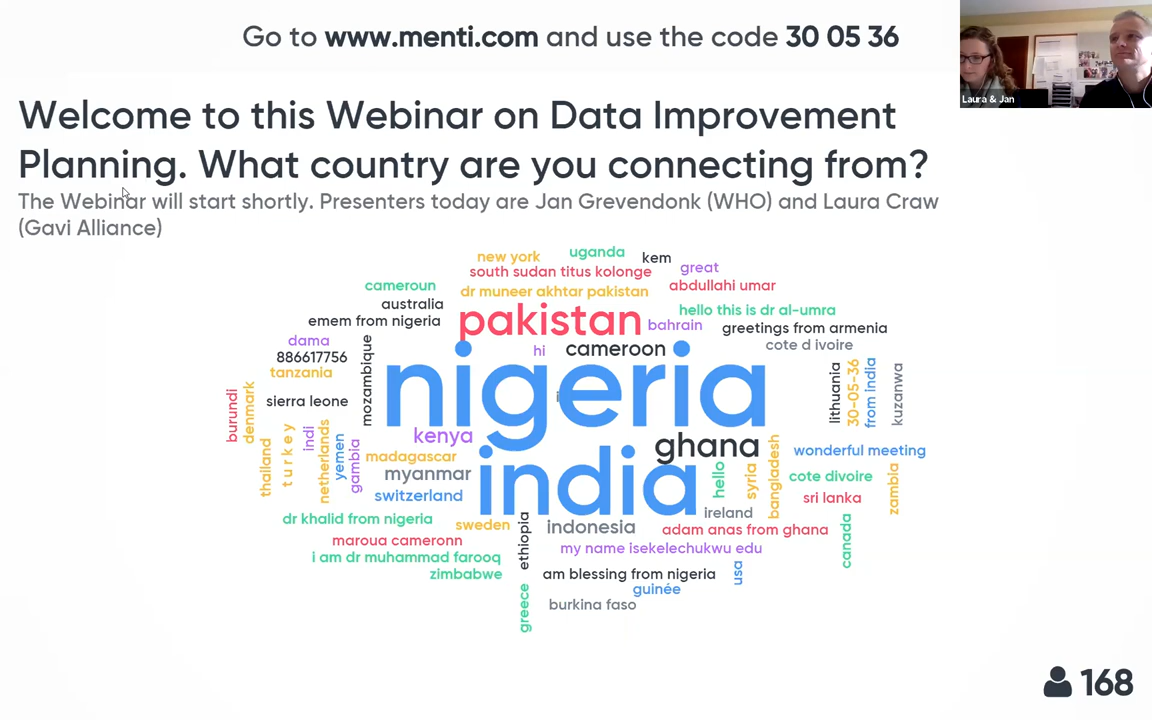 Go to www.menti.com and use the code 30 05 36
Laura & Jan
Welcome to this Webinar on Data Improvement
Planning. What country are you connecting from?
The Webinar will start shortly. Presenters today are Jan Grevendonk (WHO) and Laura Craw
(Gavi Alliance)
new york
uganda
kem
south sudan titus kolonge
great
cameroun
dr muneer akhtar pakistan
abdullahi umar
australia
hello this is dr al-umra
emem from nigeria
pakistan
bahrain
greetings from armenia
dama
hi
cameroon
cote d ivoire
886617756
tanzania
mozambique
nigeria
lithuania
30-05-36
from india
kuzanwa
burundi
denmark
sierra leone
thailand
turkey
indi
netherlands
yemen
gambia
kenya
ghana
madagascar
wonderful meeting
myanmar
india
hello
syria
bangladesh
cote divoire
zambia
switzerland
sri lanka
ireland
dr khalid from nigeria
sweden
ethiopia
indonesia
adam anas from ghana
canada
maroua cameronn
my name isekelechukwu edu
i am dr muhammad farooq
zimbabwe
am blessing from nigeria
usa
guinée
greece
burkina faso
168